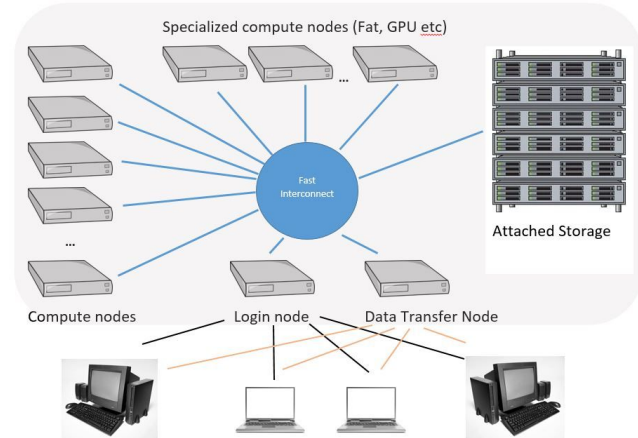 Specialized compute nodes (Fat, GPU etc)
...
Fast
Interconnect
Attached Storage
...
Compute nodes
Login node
Data Transfer Node